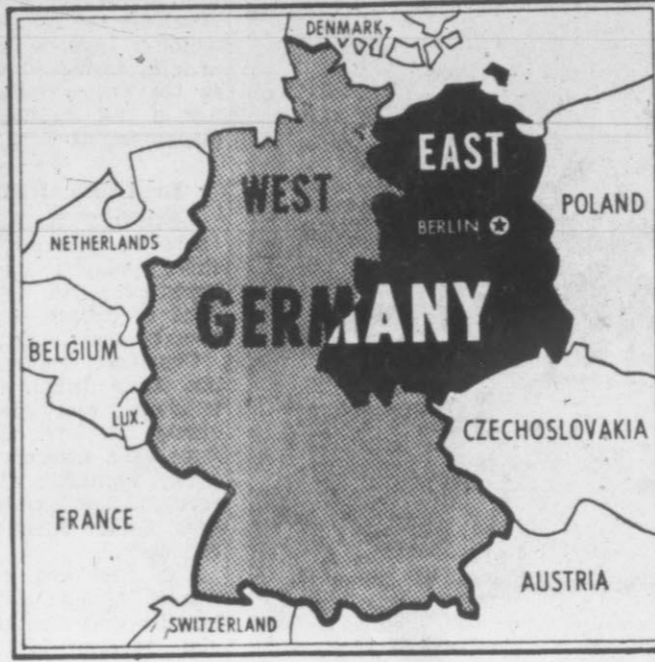 DENMARK
EAST
WEST
POLAND
BERLIN
NETHERLANDS
GERMANY
BELGIUM
LUX.
CZECHOSLOVAKIA
FRANCE
AUSTRIA
SWITZERLAND